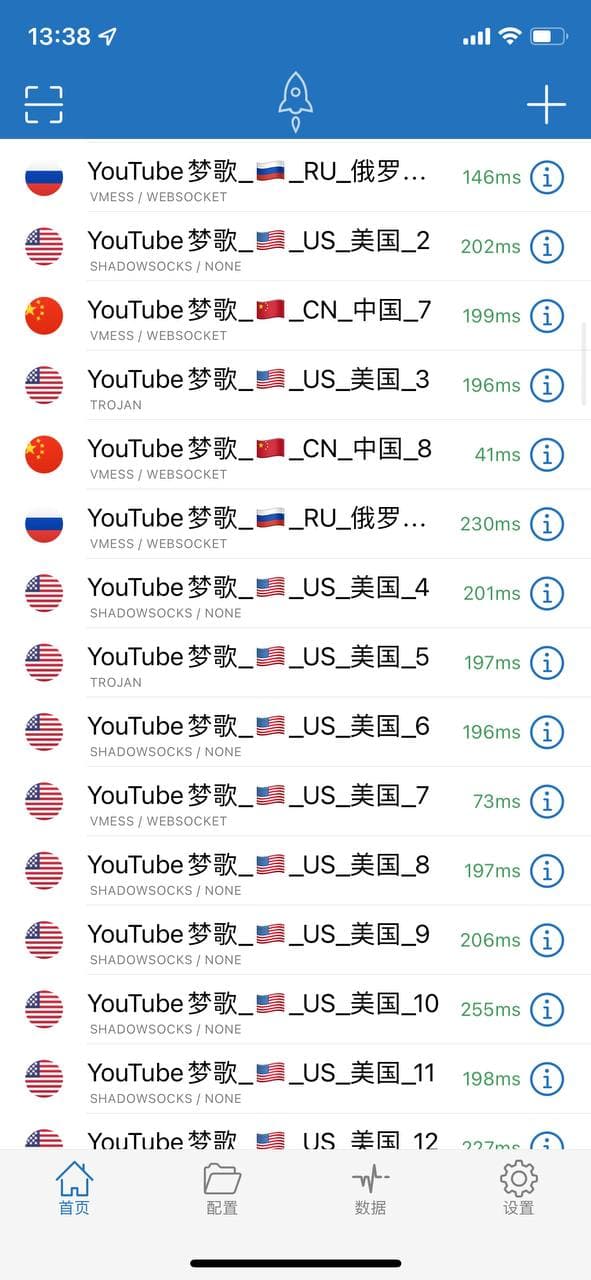 13:38
YouTube梦歌_🇷🇺_RU_俄罗...
146ms
VMESS / WEBSOCKET
YouTube梦歌_🇺🇸_US_美国_2
202ms
SHADOWSOCKS / NONE
YouTube梦歌_🇨🇳_CN_中国_7
199ms
VMESS / WEBSOCKET
YouTube梦歌_🇺🇸_US_美国_3
196ms
TROJAN
YouTube梦歌_🇨🇳_CN_中国_8
41ms
VMESS / WEBSOCKET
YouTube梦歌_🇷🇺_RU_俄罗...
230ms
VMESS / WEBSOCKET
YouTube梦歌_🇺🇸_US_美国_4
201ms
SHADOWSOCKS / NONE
YouTube梦歌_🇺🇸_US_美国_5
197ms
TROJAN
YouTube梦歌_🇺🇸_US_美国_6
196ms
SHADOWSOCKS / NONE
YouTube梦歌_🇺🇸_US_美国_7
73ms
VMESS / WEBSOCKET
YouTube梦歌_🇺🇸_US_美国_8
197ms
SHADOWSOCKS / NONE
YouTube梦歌_🇺🇸_US_美国_9
206ms
SHADOWSOCKS / NONE
YouTube梦歌_🇺🇸_US_美国_10
255ms
SHADOWSOCKS / NONE
YouTube梦歌_🇺🇸_US_美国_11
198ms
SHADOWSOCKS / NONE
YouTube梦歌_🇺🇸_US_美国_12
227ms
首页
配置
数据
设置